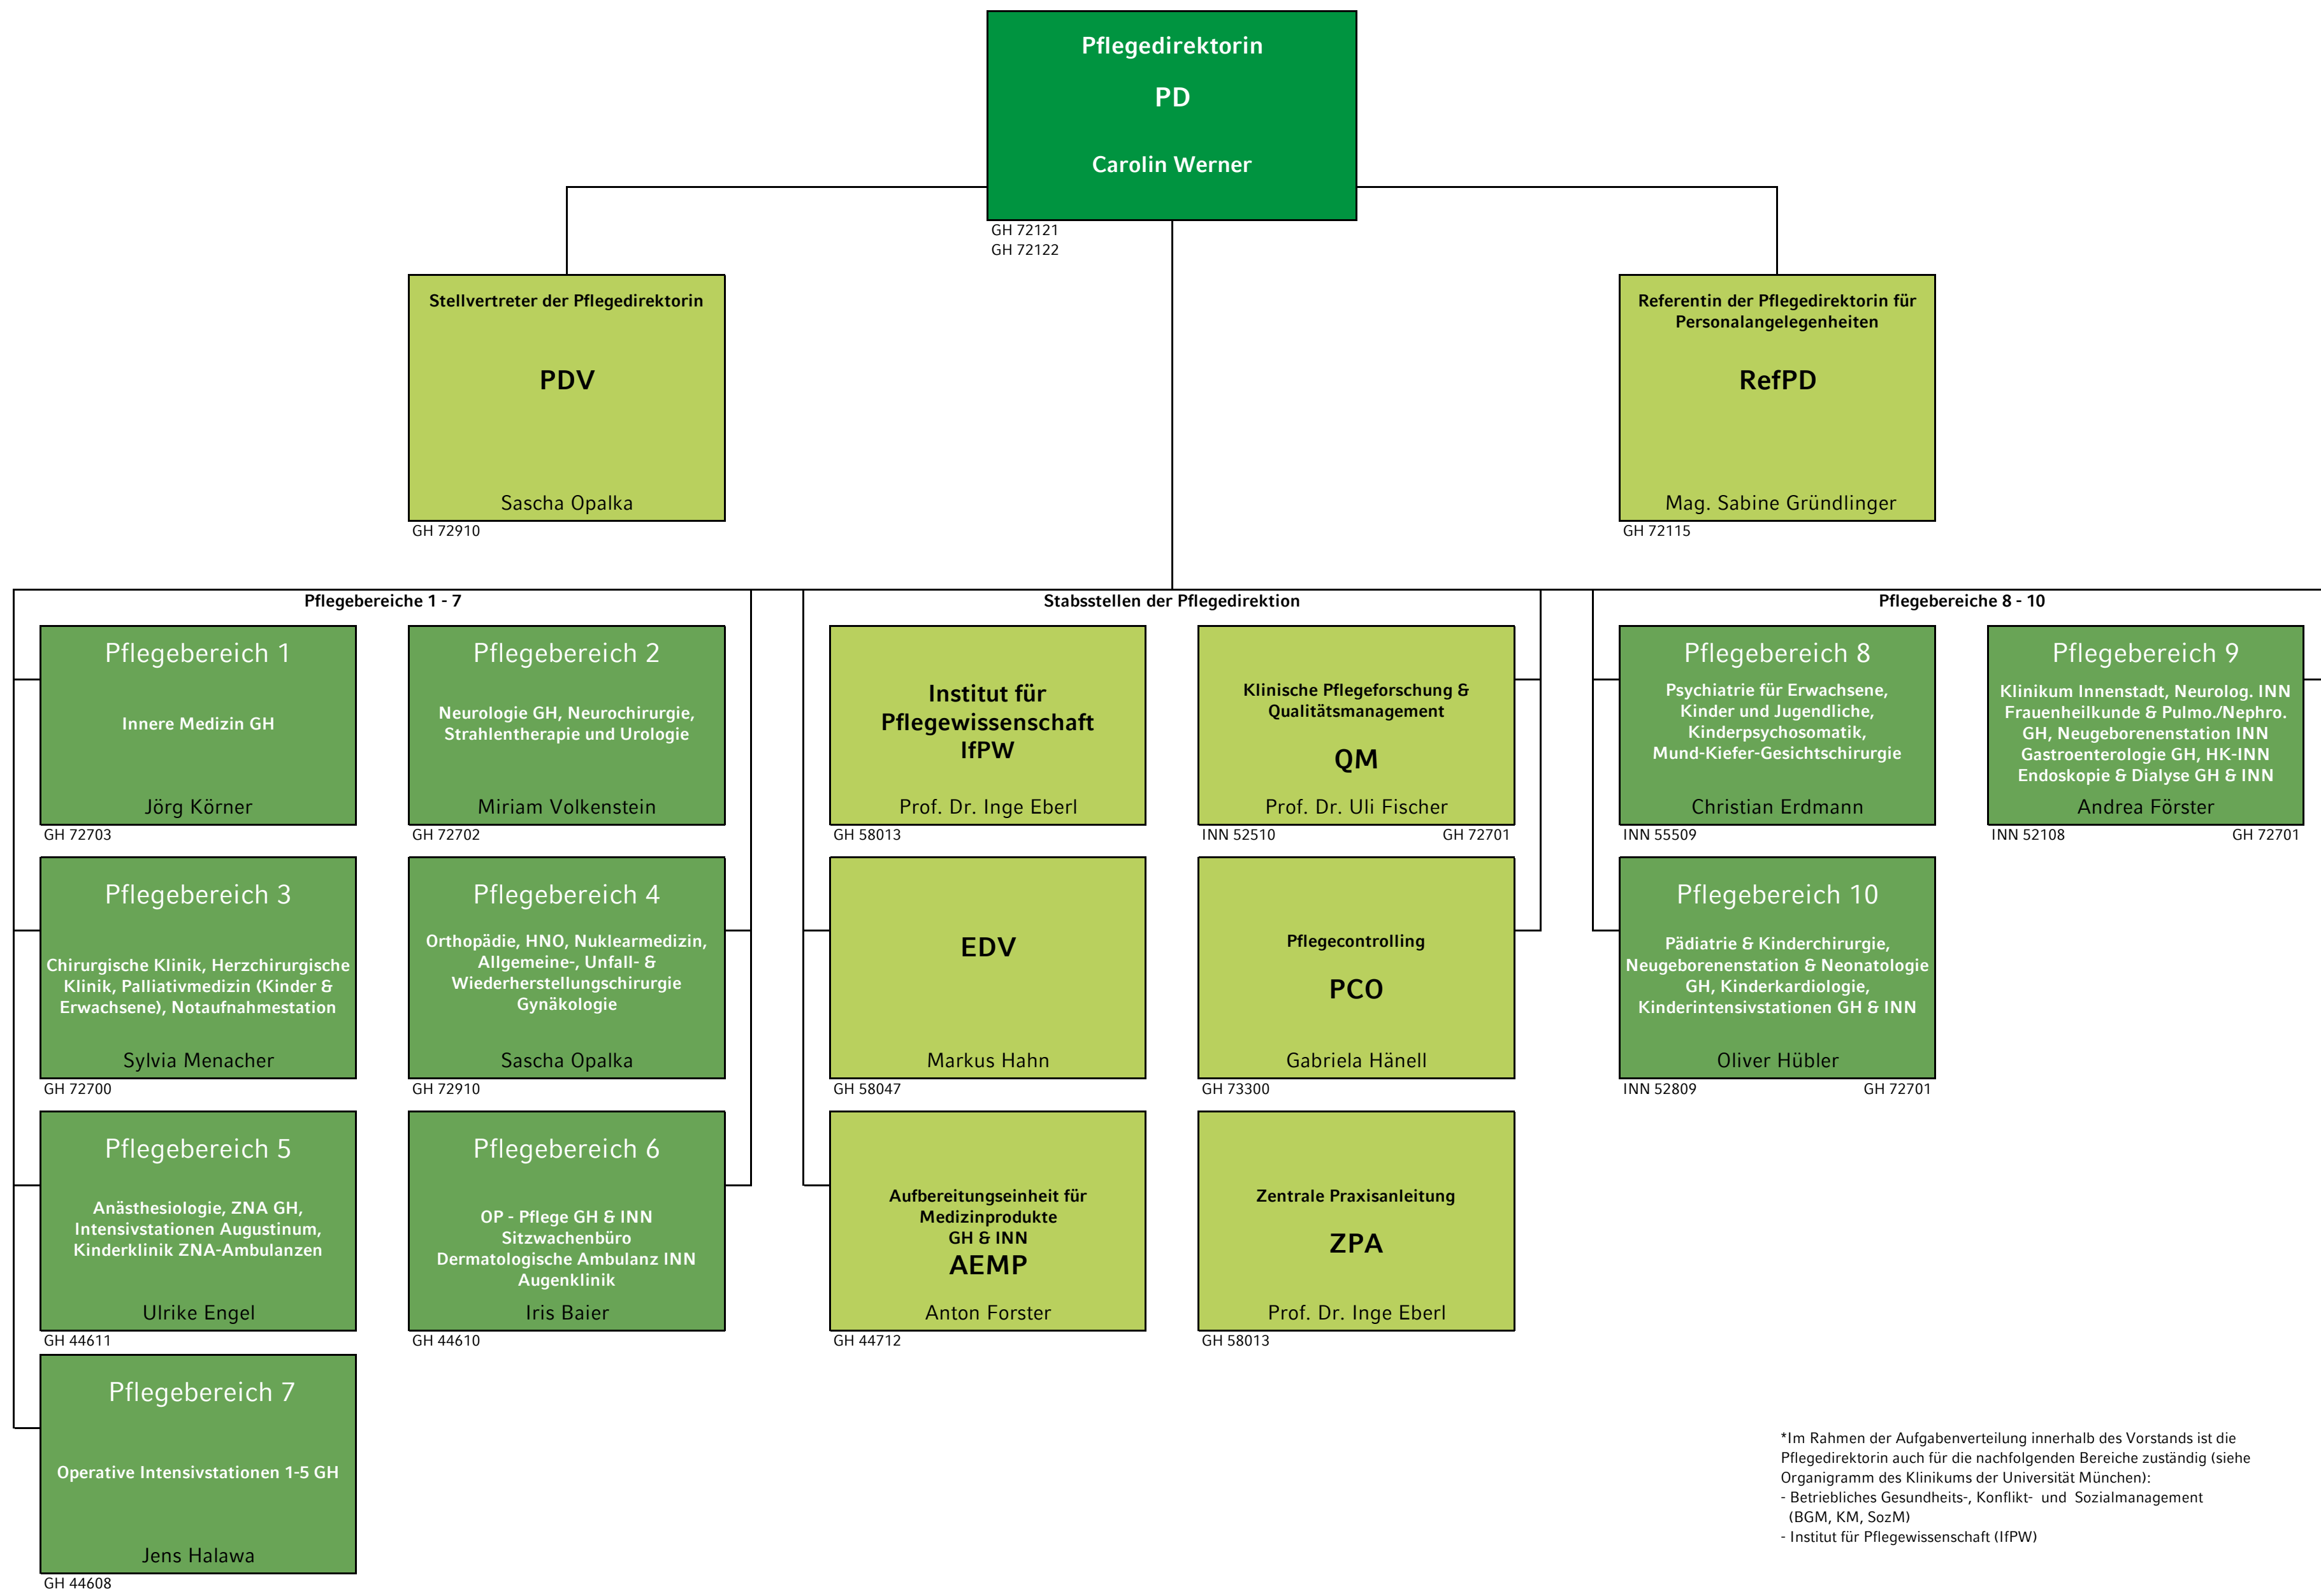 Pflegedirektorin
PD
Carolin Werner
GH 72121
GH 72122
Stellvertreter der Pflegedirektorin
PDV
Sascha Opalka
GH 72910
Referentin der Pflegedirektorin für
Personalangelegenheiten
RefPD
Mag. Sabine Gründlinger
GH 72115
Pflegebereiche 1 - 7
Pflegebereich 1
Innere Medizin GH
Jörg Körner
GH 72703
Pflegebereich 2
Neurologie GH, Neurochirurgie,
Strahlentherapie und Urologie
Miriam Volkenstein
GH 72702
Pflegebereich 3
Chirurgische Klinik, Herzchirurgische
Klinik, Palliativmedizin (Kinder &
Erwachsene), Notaufnahmestation
Sylvia Menacher
GH 72700
Pflegebereich 4
Orthopädie, HNO, Nuklearmedizin,
Allgemeine-, Unfall- &
Wiederherstellungschirurgie
Gynäkologie
Sascha Opalka
GH 72910
Pflegebereich 5
Anästhesiologie, ZNA GH,
Intensivstationen Augustinum,
Kinderklinik ZNA-Ambulanzen
Ulrike Engel
GH 44611
Pflegebereich 6
OP - Pflege GH & INN
Sitzwachenbüro
Dermatologische Ambulanz INN
Augenklinik
Iris Baier
GH 44610
Pflegebereich 7
Operative Intensivstationen 1-5 GH
Jens Halawa
GH 44608
Stabsstellen der Pflegedirektion
Institut für
Pflegewissenschaft
IfPW
Prof. Dr. Inge Eberl
GH 58013
Klinische Pflegeforschung &
Qualitätsmanagement
QM
Prof. Dr. Uli Fischer
INN 52510 GH 72701
EDV
Markus Hahn
GH 58047
Pflegecontrolling
PCO
Gabriela Hänell
GH 73300
Aufbereitungseinheit für
Medizinprodukte
GH & INN
AEMP
Anton Forster
GH 44712
Zentrale Praxisanleitung
ZPA
Prof. Dr. Inge Eberl
GH 58013
Pflegebereiche 8 - 10
Pflegebereich 8
Psychiatrie für Erwachsene,
Kinder und Jugendliche,
Kinderpsychosomatik,
Mund-Kiefer-Gesichtschirurgie
Christian Erdmann
INN 55509
Pflegebereich 9
Klinikum Innenstadt, Neurolog. INN
Frauenheilkunde & Pulmo./Nephro.
GH, Neugeborenenstation INN
Gastroenterologie GH, HK-INN
Endoskopie & Dialyse GH & INN
Andrea Förster
INN 52108 GH 72701
Pflegebereich 10
Pädiatrie & Kinderchirurgie,
Neugeborenenstation & Neonatologie
GH, Kinderkardiologie,
Kinderintensivstationen GH & INN
Oliver Hübler
INN 52809 GH 72701
*Im Rahmen der Aufgabenverteilung innerhalb des Vorstands ist die
Pflegedirektorin auch für die nachfolgenden Bereiche zuständig (siehe
Organigramm des Klinikums der Universität München):
- Betriebliches Gesundheits-, Konflikt- und Sozialmanagement
(BGM, KM, SozM)
- Institut für Pflegewissenschaft (IfPW)